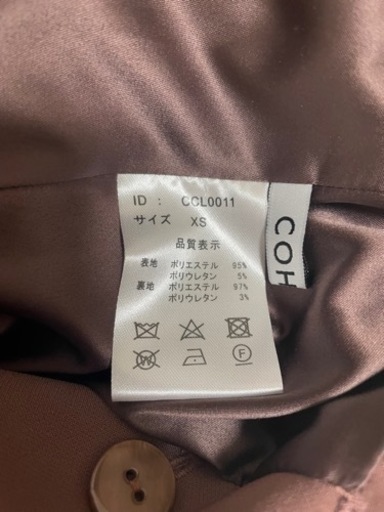 ID : CCL0011
サイズ XS
品質表示
表地 ポリエステル 95%
ポリウレタン 5%
裏地 ポリエステル 97%
ポリウレタン 3%
COH